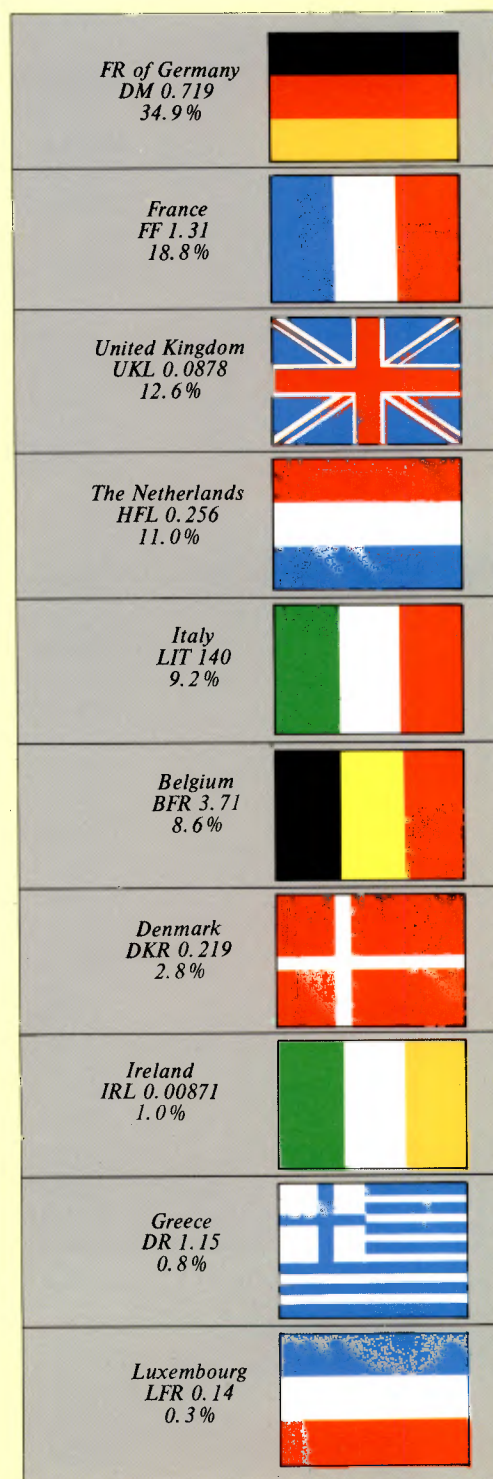 FR of Germany
DM 0.719
34.9%
France
FF 1.31
18.8%
United Kingdom
UKL 0.0878
12.6%
The Netherlands
HFL 0.256
11.0%
Italy
LIT 140
9.2%
Belgium
BFR 3.71
8.6%
Denmark
DKR 0.219
2.8%
Ireland
IRL 0.00871
1.0%
Greece
DR 1.15
0.8%
Luxembourg
LFR 0.14
0.3%